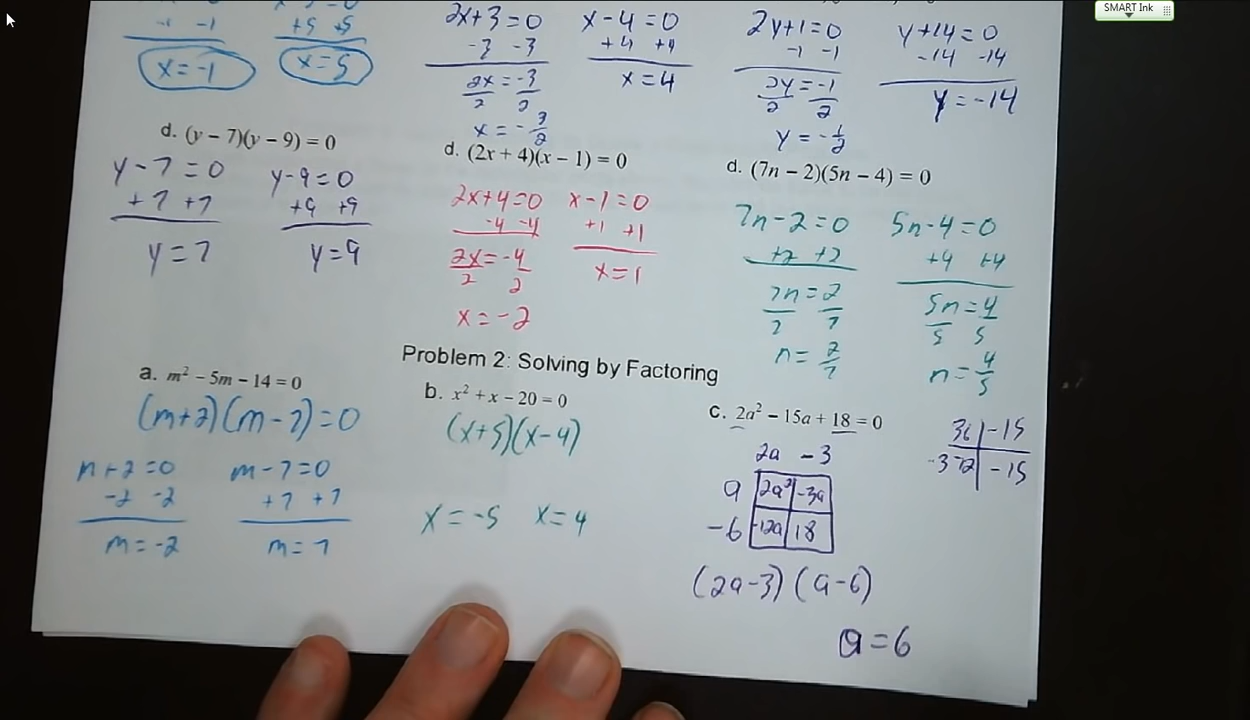 SMART Ink
-1 -1
+5 +5
x = -1
x = 5
2x+3=0
-3 -3
2x = -3
2 2
x = -3/2
x-4=0
+4 +4
x=4
2y+1=0
-1 -1
2y = -1
2 2
y = -1/2
y+14=0
-14 -14
y = -14
d. (y − 7)(y − 9) = 0
y-7=0
+7 +7
y=7
y-9=0
+9 +9
y=9
d. (2x + 4)(x − 1) = 0
2x+4=0
-4 -4
2x=-4
2 2
x=-2
x-1=0
+1 +1
x=1
d. (7n − 2)(5n − 4) = 0
7n-2=0
+2 +2
7n=2
7 7
n=2/7
5n-4=0
+4 +4
5n=4
5 5
n=4/5
Problem 2: Solving by Factoring
a. m² − 5m − 14 = 0
(m+2)(m-7)=0
m+2=0
-2 -2
m=-2
m-7=0
+7 +7
m=7
b. x² + x − 20 = 0
(x+5)(x-4)
x=-5 x=4
c. 2a² − 15a + 18 = 0
36 -15
-3 -12 -15
2a -3
a 2a² -3a
-6 -12a 18
(2a-3)(a-6)
a=6